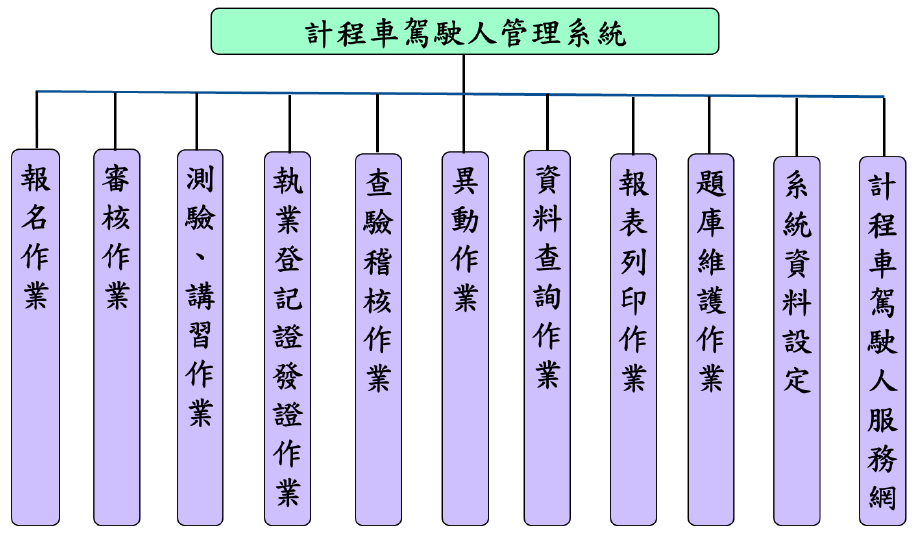 計程車駕駛人管理系統
報名作業
審核作業
測驗、講習作業
執業登記證發證作業
查驗稽核作業
異動作業
資料查詢作業
報表列印作業
題庫維護作業
系統資料設定
計程車駕駛人服務網